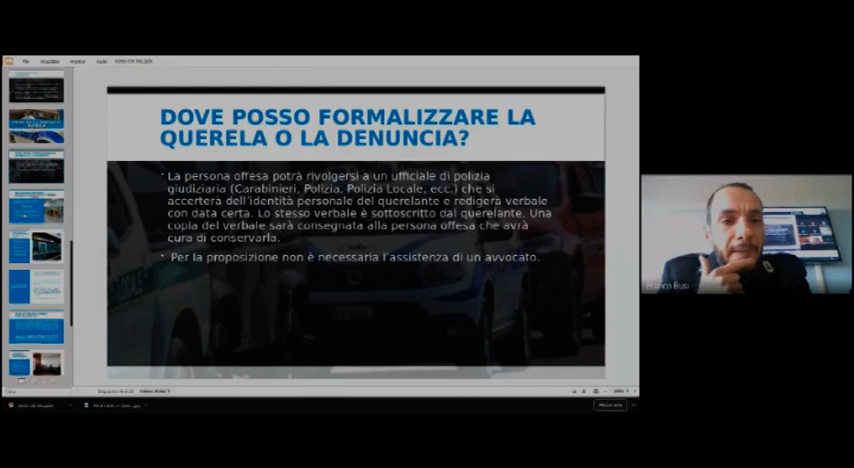 DOVE POSSO FORMALIZZARE LA
QUERELA O LA DENUNCIA?
La persona offesa potrà rivolgersi a un ufficiale di polizia
giudiziaria (Carabinieri, Polizia, Polizia Locale, ecc.) che si
accerterà dell'identità personale del querelante e redigerà verbale
con data certa. Lo stesso verbale è sottoscritto dal querelante. Una
copia del verbale sarà consegnata alla persona offesa che avrà
cura di conservarla.
Per la proposizione non è necessaria l'assistenza di un avvocato.
Franco Busi